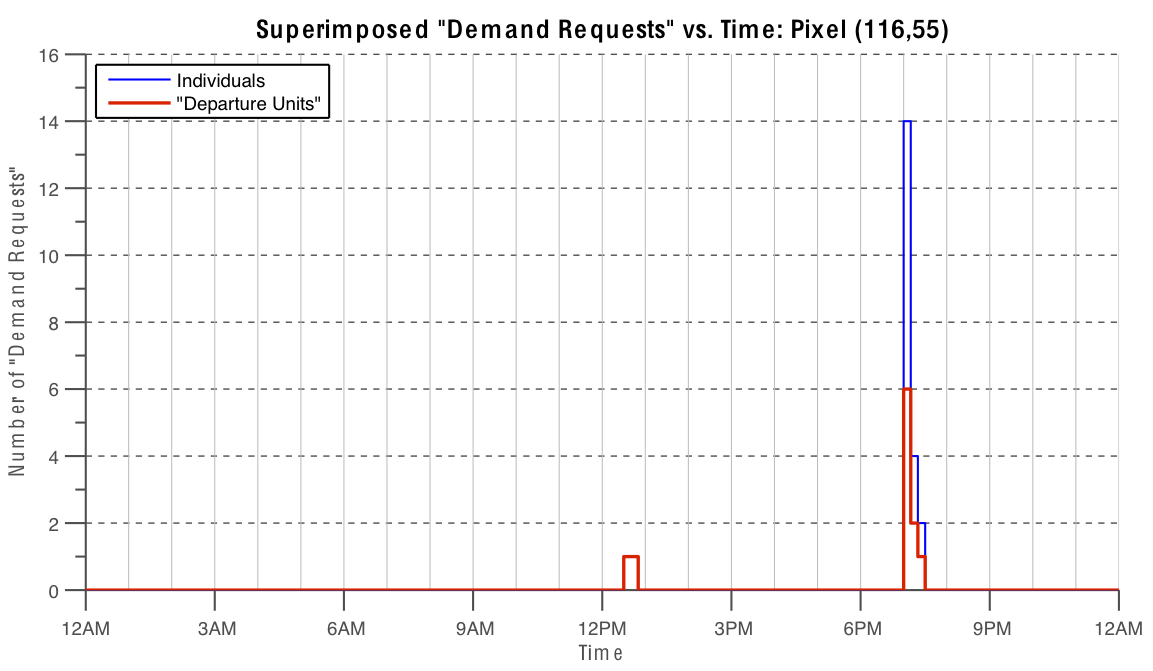 Superimposed "Demand Requests" vs. Time: Pixel (116,55)
Individuals
"Departure Units"
Number of "Demand Requests"
16
14
12
10
8
6
4
2
0
12AM 3AM 6AM 9AM 12PM 3PM 6PM 9PM 12AM
Time